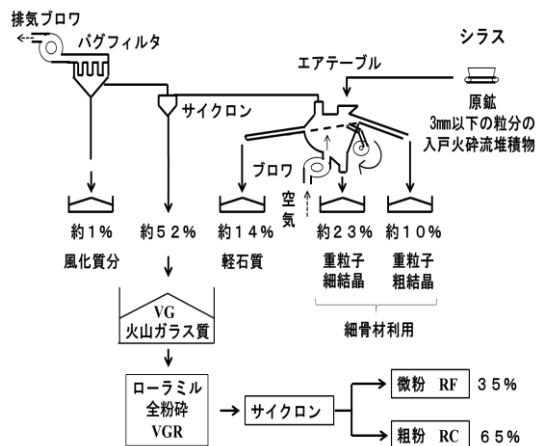 排気ブロワ
バグフィルタ
シラス
エアテーブル
サイクロン
原鉱
3mm以下の粒分の
入戸火砕流堆積物
ブロワ
空気
約1%
約52%
約14%
約23%
約10%
風化質分
軽石質
重粒子
細結晶
重粒子
粗結晶
細骨材利用
VG
火山ガラス質
ローラミル
全粉砕
VGR
サイクロン
微粉 RF 35%
粗粉 RC 65%